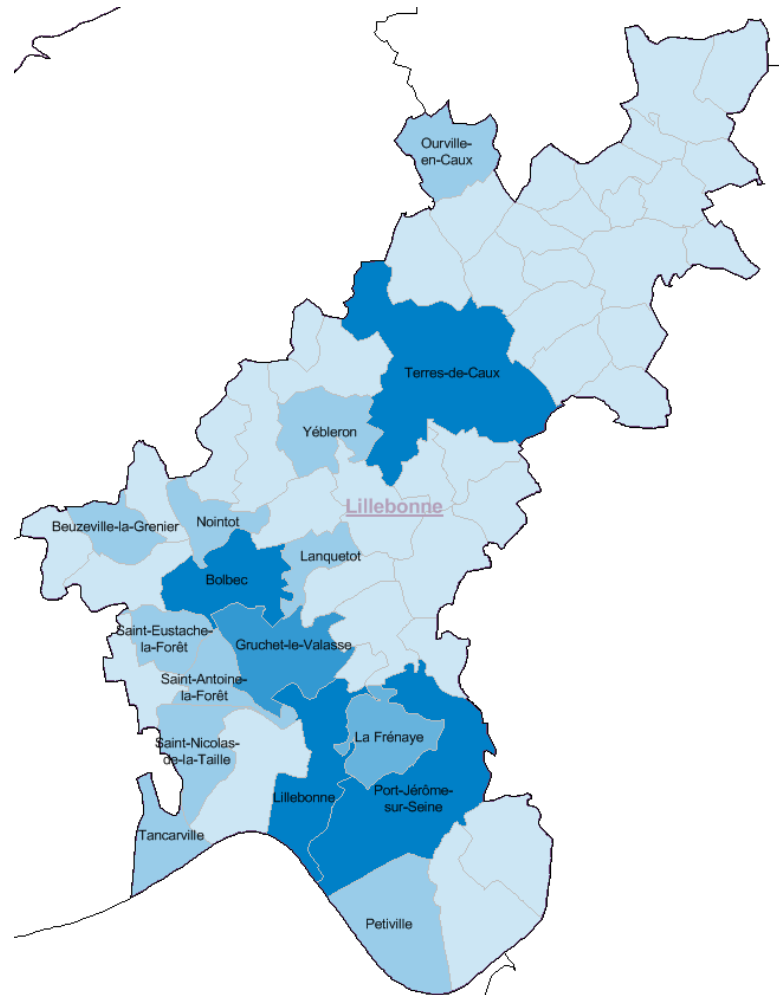 Ourville-
en-Caux
Terres-de-Caux
Yébleron
Lillebonne
Beuzeville-la-Grenier
Nointot
Lanquetot
Bolbec
Saint-Eustache-
la-Forêt
Gruchet-le-Valasse
Saint-Antoine-
la-Forêt
La Frénaye
Saint-Nicolas-
de-la-Taille
Lillebonne
Port-Jérôme-
sur-Seine
Tancarville
Petiville